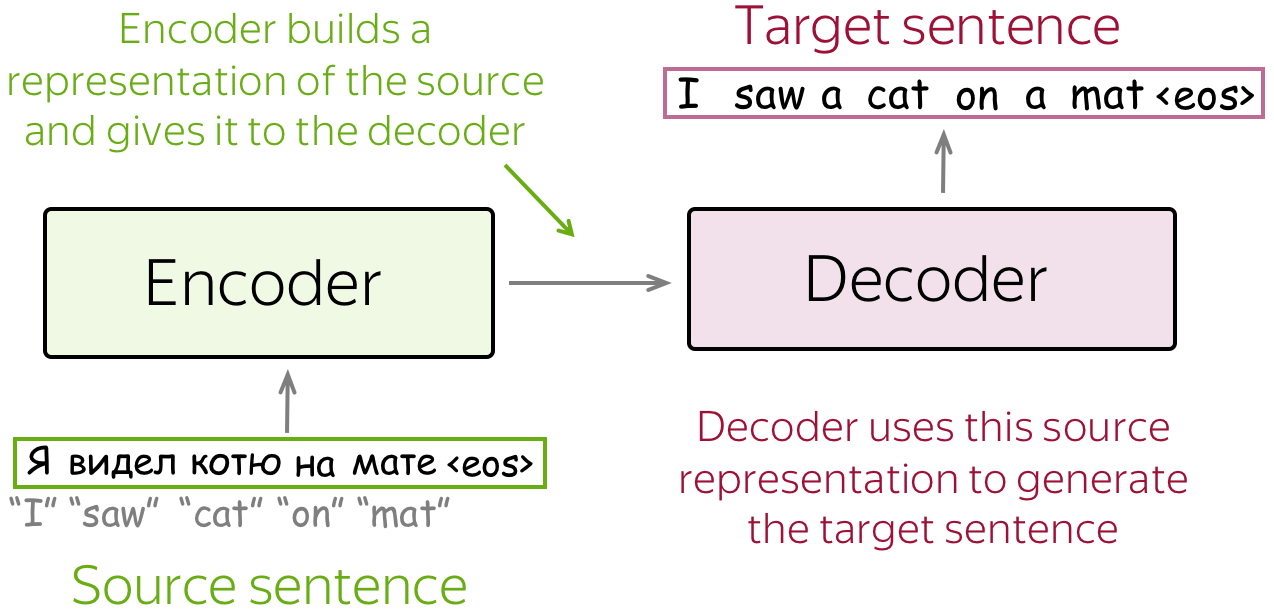 Encoder builds a
representation of the source
and gives it to the decoder
Target sentence
I saw a cat on a mat <eos>
Encoder
Decoder
Я видел котю на мате <eos>
“I” “saw” “cat” “on” “mat”
Source sentence
Decoder uses this source
representation to generate
the target sentence